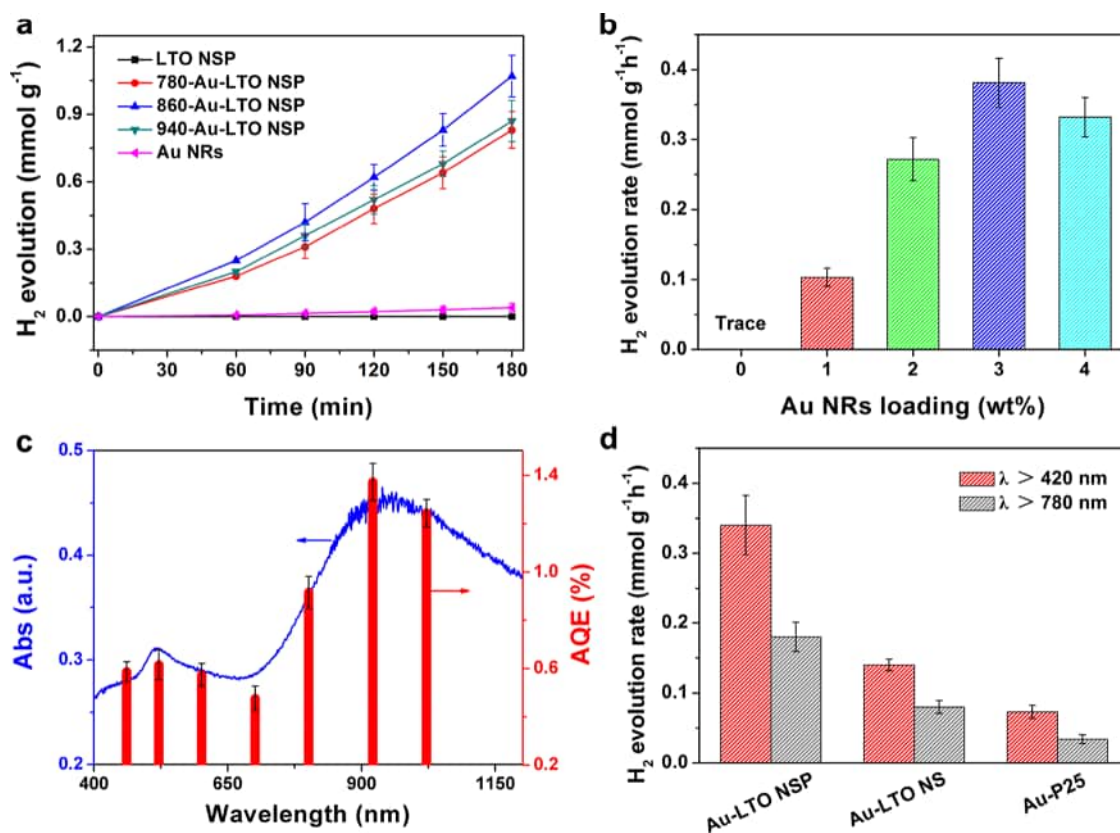 a
H₂ evolution (mmol g⁻¹)
1.2
0.9
0.6
0.3
0.0
LTO NSP
780-Au-LTO NSP
860-Au-LTO NSP
940-Au-LTO NSP
Au NRs
0 30 60 90 120 150 180
Time (min)
b
H₂ evolution rate (mmol g⁻¹h⁻¹)
0.4
0.3
0.2
0.1
0.0
Trace
0 1 2 3 4
Au NRs loading (wt%)
c
Abs (a.u.)
0.5
0.4
0.3
0.2
1.4
1.0
0.6
0.2
AQE (%)
400 650 900 1150
Wavelength (nm)
d
H₂ evolution rate (mmol g⁻¹h⁻¹)
0.4
0.3
0.2
0.1
0.0
λ > 420 nm
λ > 780 nm
Au-LTO NSP
Au-LTO NS
Au-P25